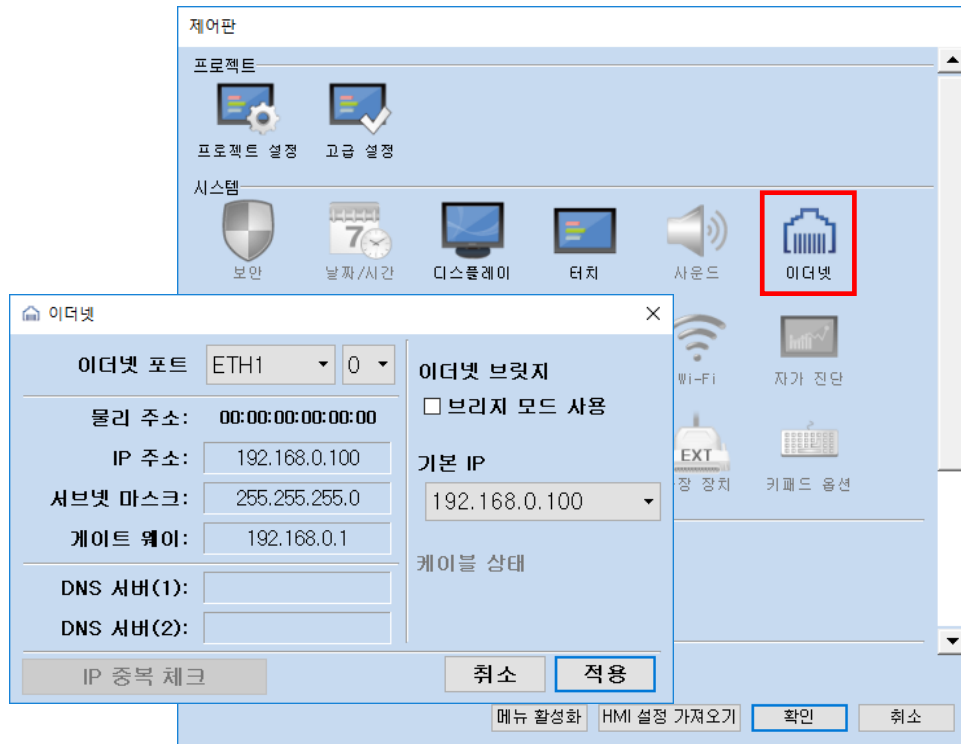 제어판
프로젝트
프로젝트 설정 고급 설정
시스템
7
보안 날짜/시간 디스플레이 터치 사운드 이더넷
Wi-Fi 자가 진단
EXT
장 장치 키패드 옵션
이더넷
이더넷 포트 ETH1 0
물리 주소: 00:00:00:00:00:00
IP 주소: 192.168.0.100
서브넷 마스크: 255.255.255.0
게이트 웨이: 192.168.0.1
DNS 서버(1):
DNS 서버(2):
이더넷 브릿지
브리지 모드 사용
기본 IP
192.168.0.100
케이블 상태
IP 중복 체크 취소 적용
메뉴 활성화 HMI 설정 가져오기 확인 취소